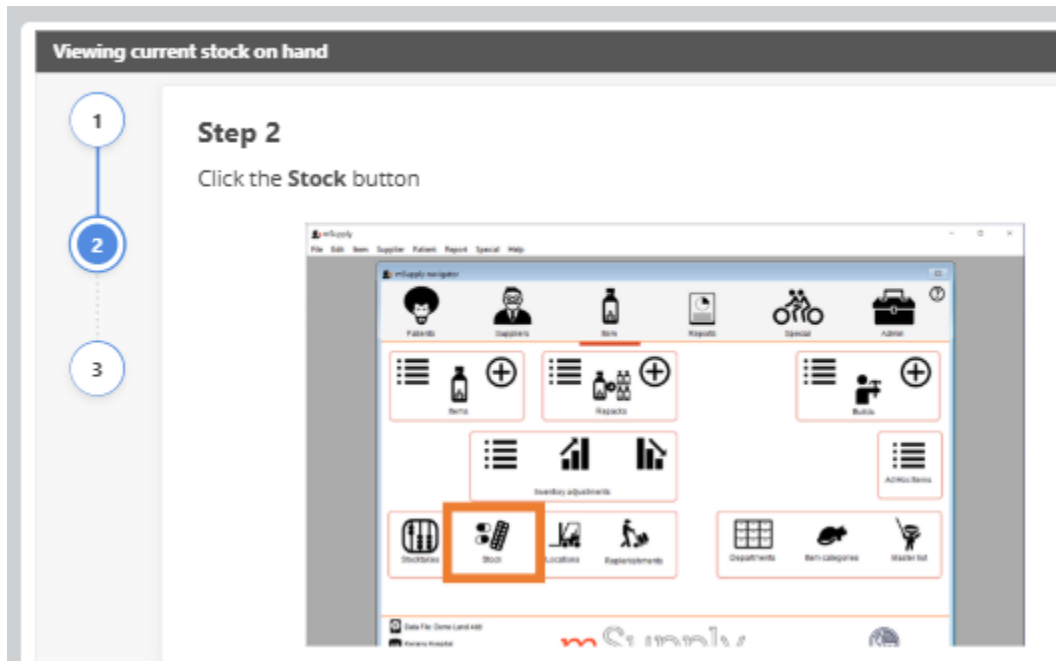 Viewing current stock on hand
1
2
3
Step 2
Click the Stock button
mSupply
File Edit Item Supplier Patient Report Special Help
mSupply navigator
Patients Suppliers Item Reports Special Admin
Items Repacks Builds
Inventory adjustments
Ad Hoc Items
Stocktakes Stock Locations Replenishments Departments Item categories Master list
Data File: Demo Land
Hospital
mSupply